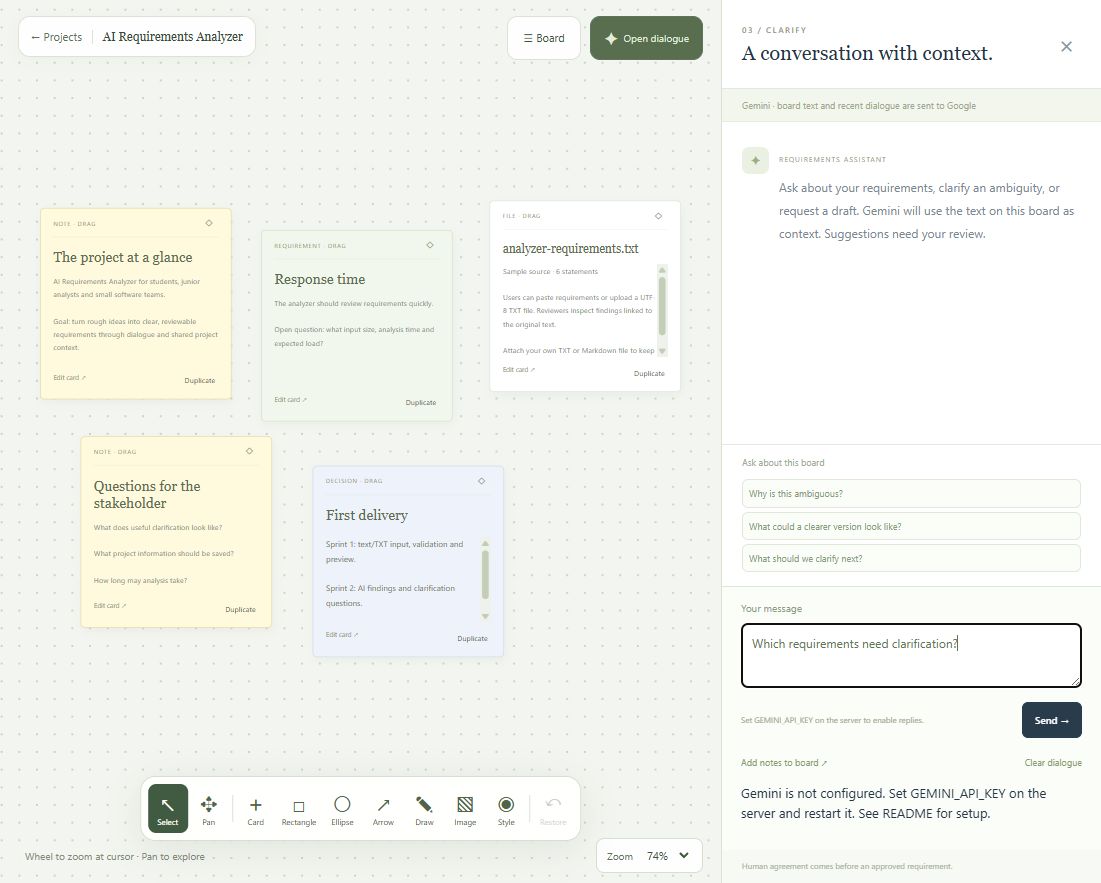 ← Projects
AI Requirements Analyzer
☰ Board
Open dialogue
NOTE · DRAG
The project at a glance
AI Requirements Analyzer for students, junior
analysts and small software teams.
Goal: turn rough ideas into clear, reviewable
requirements through dialogue and shared project
context.
Edit card ↗
Duplicate
REQUIREMENT · DRAG
Response time
The analyzer should review requirements quickly.
Open question: what input size, analysis time and
expected load?
Edit card ↗
Duplicate
FILE · DRAG
analyzer-requirements.txt
Sample source · 6 statements
Users can paste requirements or upload a UTF-
8 TXT file. Reviewers inspect findings linked to
the original text.
Attach your own TXT or Markdown file to keep
Edit card ↗
Duplicate
NOTE · DRAG
Questions for the
stakeholder
What does useful clarification look like?
What project information should be saved?
How long may analysis take?
Edit card ↗
Duplicate
DECISION · DRAG
First delivery
Sprint 1: text/TXT input, validation and
preview.
Sprint 2: AI findings and clarification
questions.
Edit card ↗
Duplicate
Select
Pan
Card
Rectangle
Ellipse
Arrow
Draw
Image
Style
Restore
Wheel to zoom at cursor · Pan to explore
Zoom 74%
03 / CLARIFY
A conversation with context.
Gemini · board text and recent dialogue are sent to Google
REQUIREMENTS ASSISTANT
Ask about your requirements, clarify an ambiguity, or
request a draft. Gemini will use the text on this board as
context. Suggestions need your review.
Ask about this board
Why is this ambiguous?
What could a clearer version look like?
What should we clarify next?
Your message
Which requirements need clarification?
Set GEMINI_API_KEY on the server to enable replies.
Send →
Add notes to board ↗
Clear dialogue
Gemini is not configured. Set GEMINI_API_KEY on the
server and restart it. See README for setup.
Human agreement comes before an approved requirement.